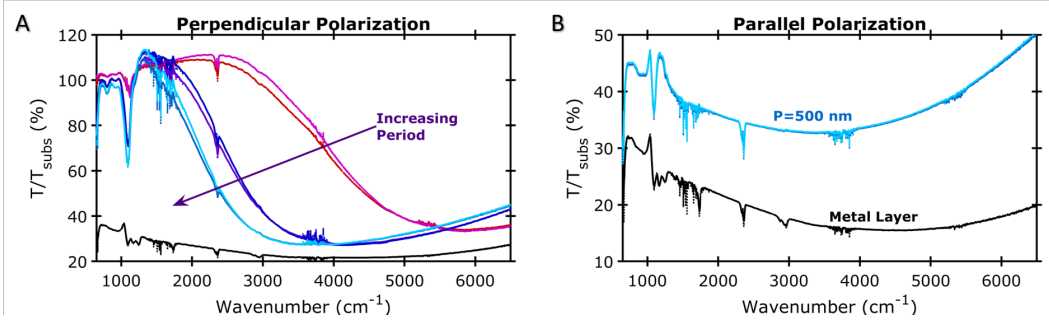 A
Perpendicular Polarization
120
100
80
60
40
20
T/T_subs (%)
Increasing
Period
1000 2000 3000 4000 5000 6000
Wavenumber (cm⁻¹)
B
Parallel Polarization
50
40
30
20
10
T/T_subs (%)
P=500 nm
Metal Layer
1000 2000 3000 4000 5000 6000
Wavenumber (cm⁻¹)